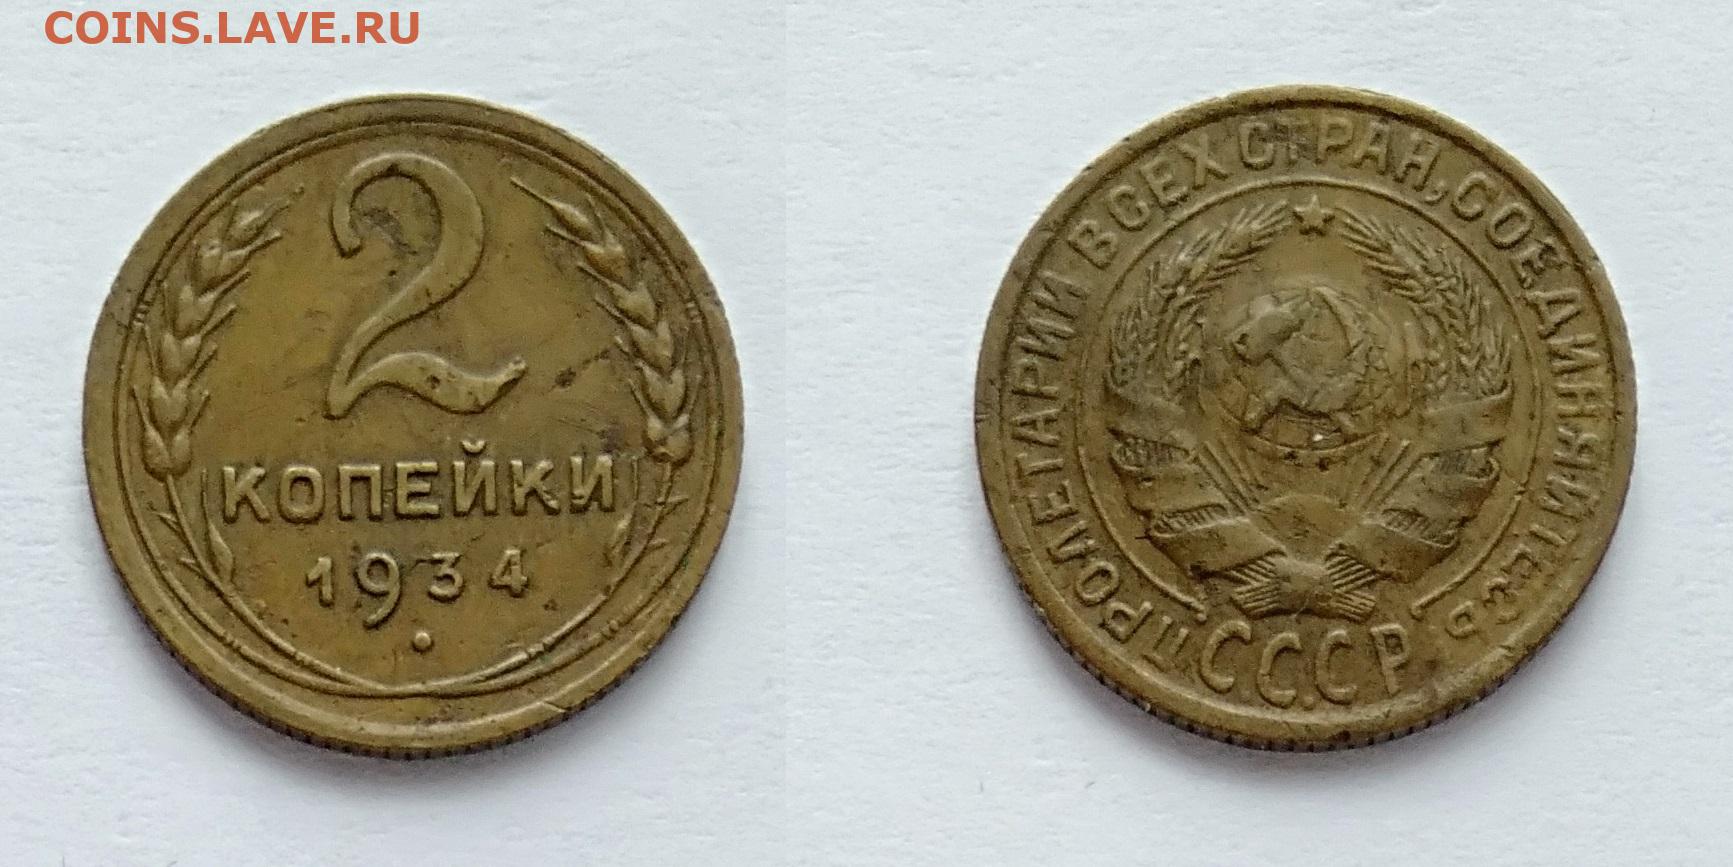 COINS.LAVE.RU
2
КОПЕЙКИ
1934
ПРОЛЕТАРИИ ВСЕХ СТРАН, СОЕДИНЯЙТЕСЬ
СССР